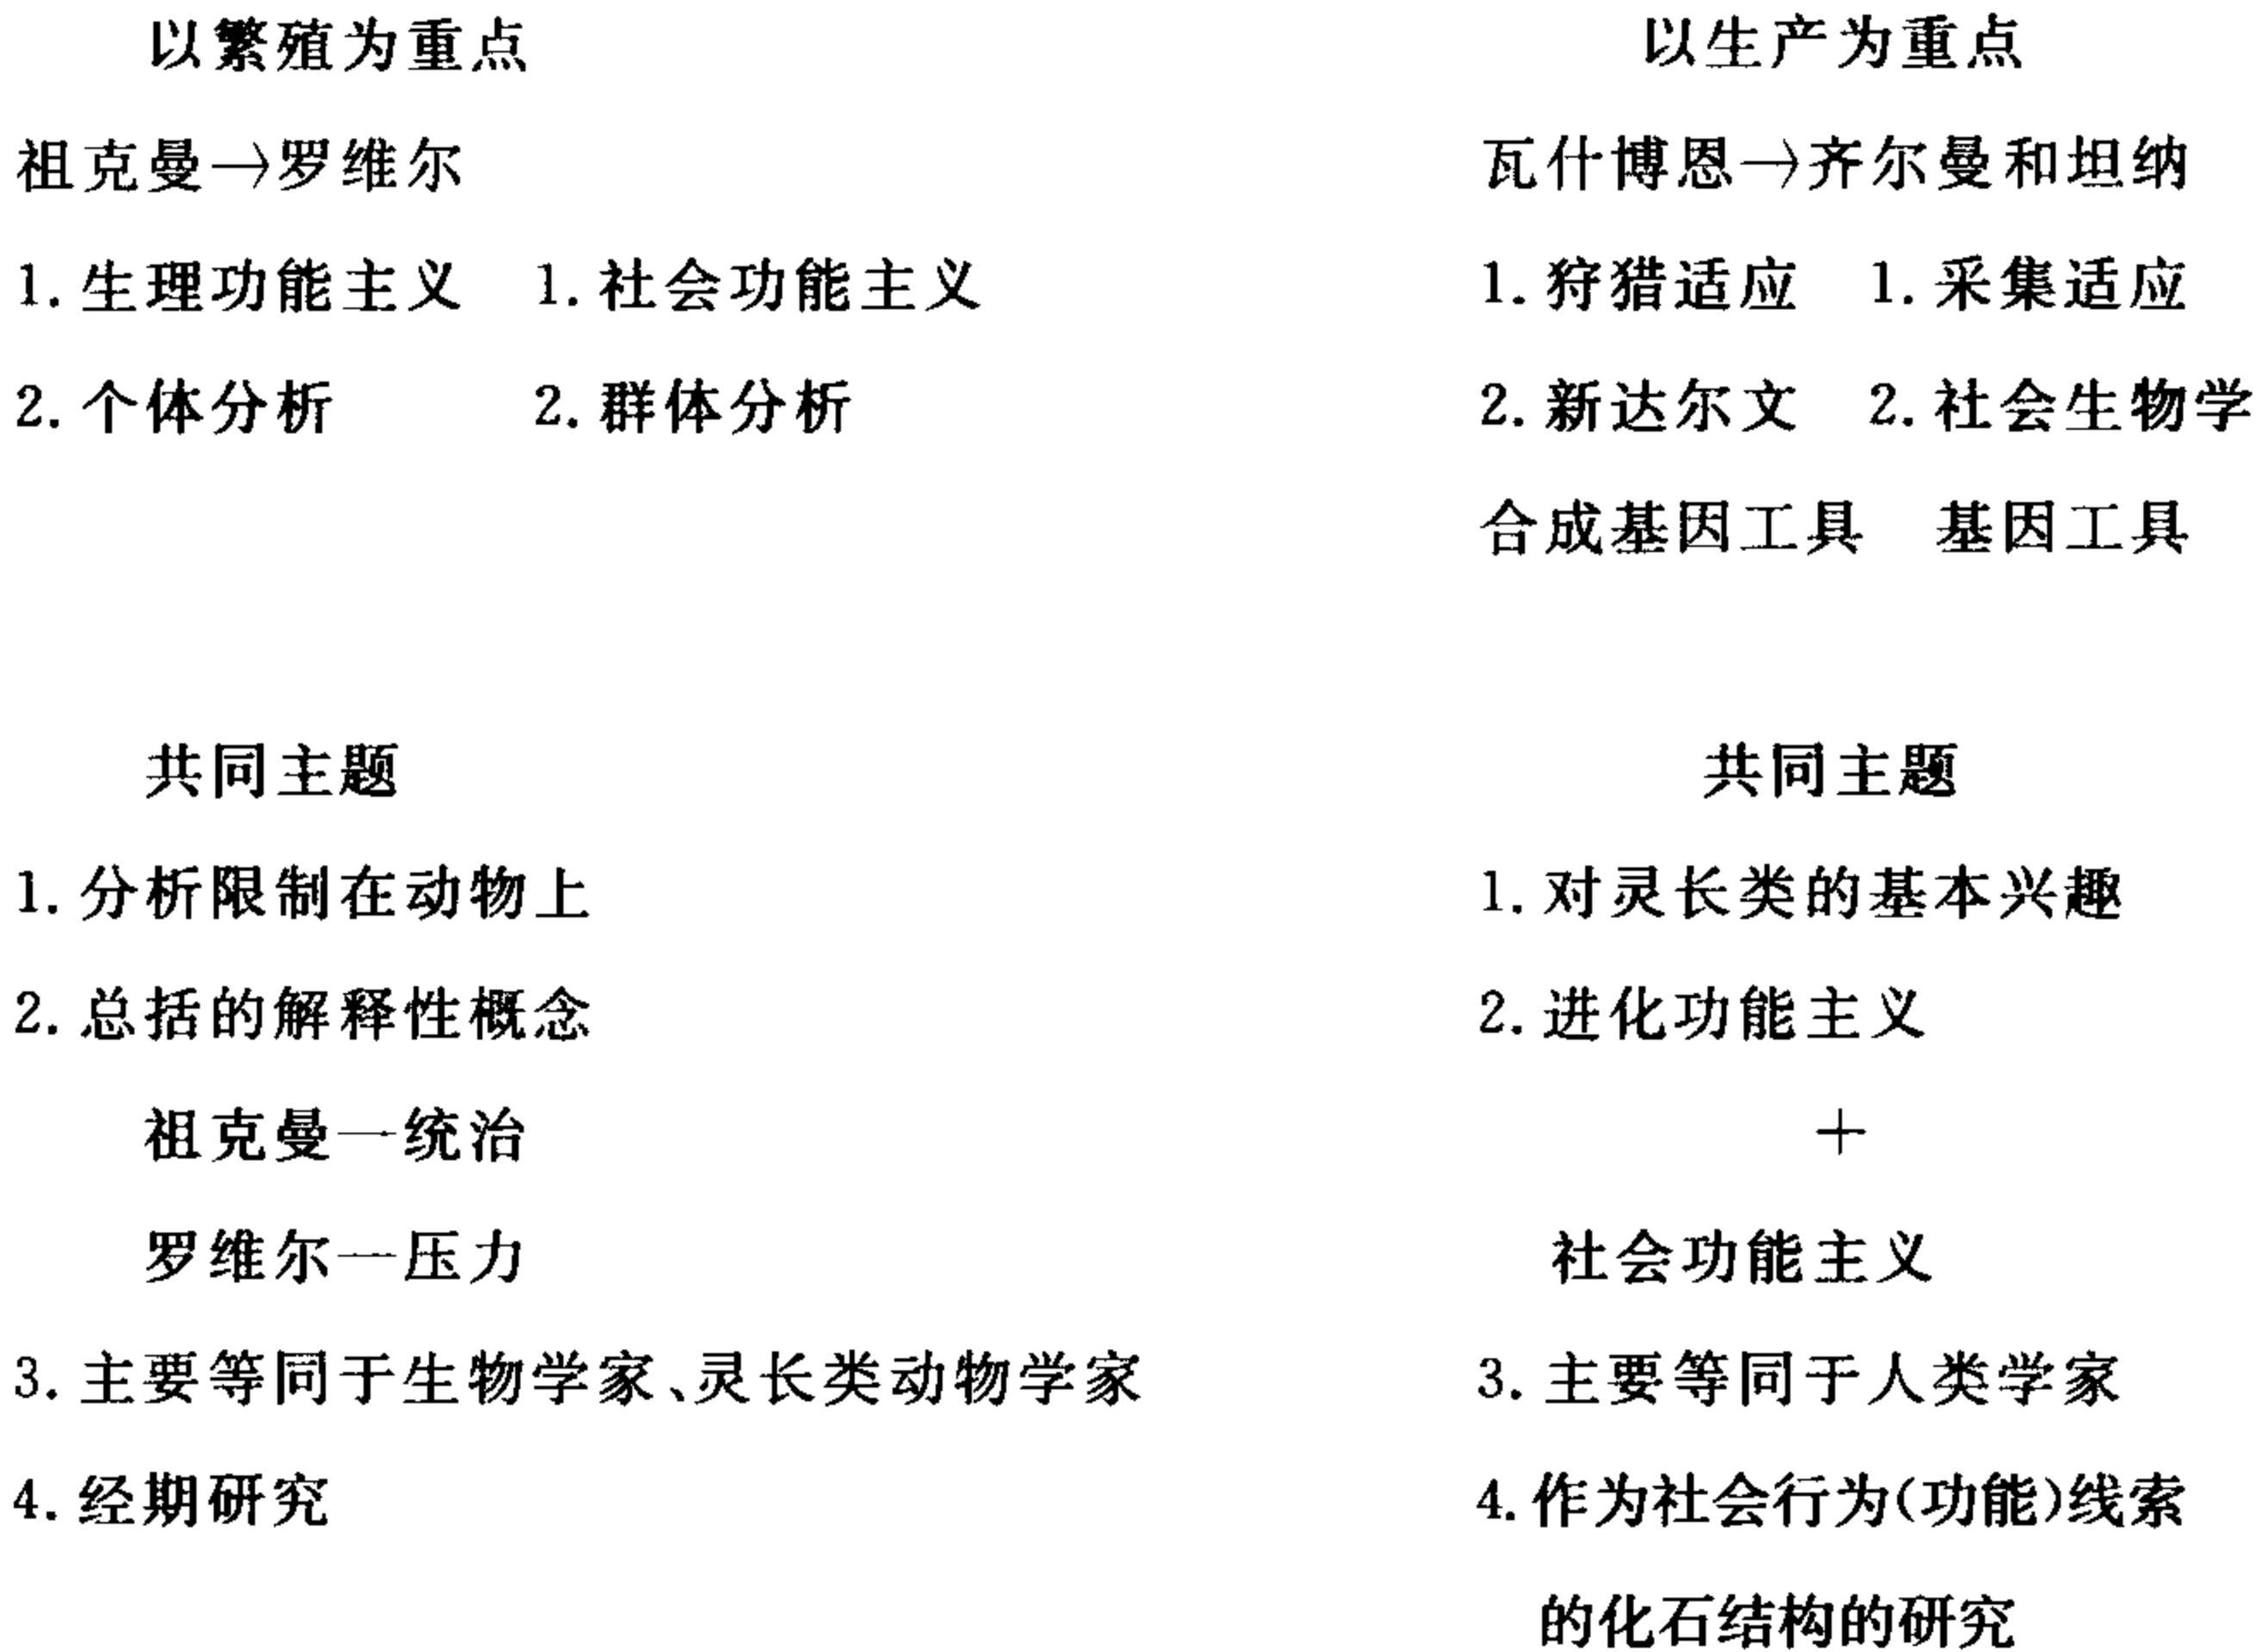 以繁殖为重点
祖克曼→罗维尔
1. 生理功能主义 1. 社会功能主义
2. 个体分析 2. 群体分析
共同主题
1. 分析限制在动物上
2. 总括的解释性概念
祖克曼—统治
罗维尔—压力
3. 主要等同于生物学家、灵长类动物学家
4. 经期研究
以生产为重点
瓦什博恩→齐尔曼和坦纳
1. 狩猎适应 1. 采集适应
2. 新达尔文 2. 社会生物学
合成基因工具 基因工具
共同主题
1. 对灵长类的基本兴趣
2. 进化功能主义
+
社会功能主义
3. 主要等同于人类学家
4. 作为社会行为(功能)线索
的化石结构的研究